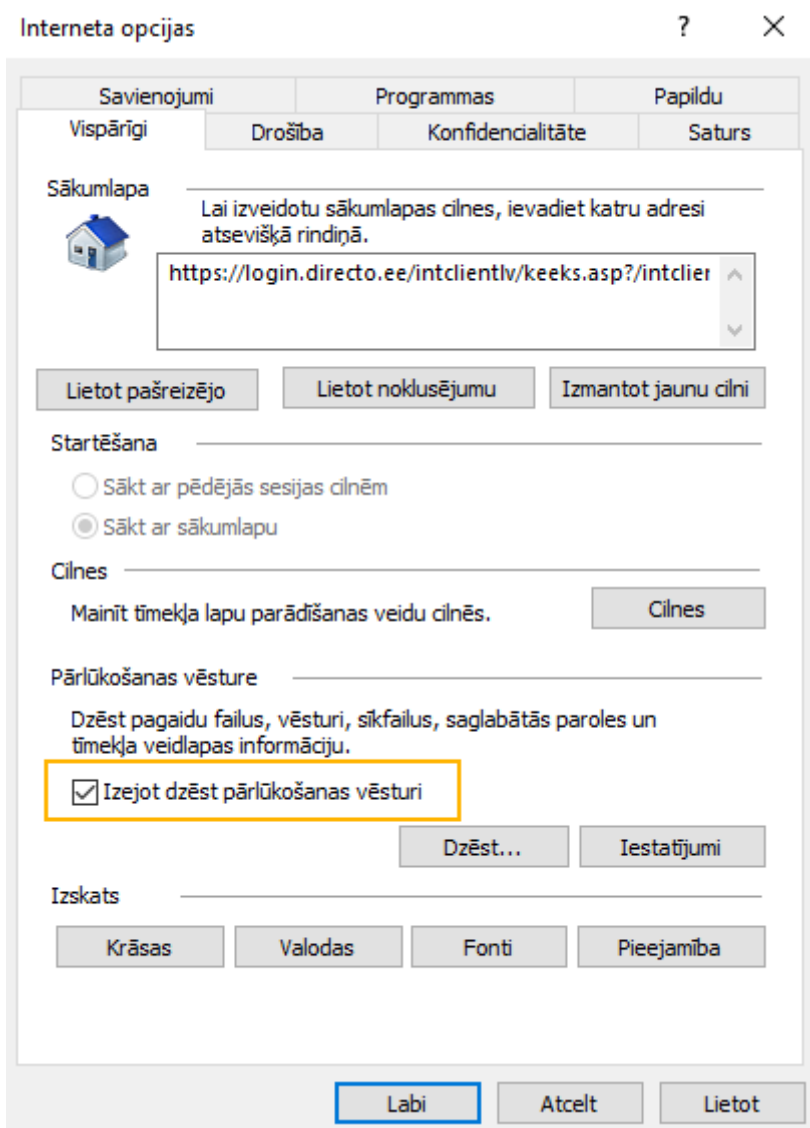 Interneta opcijas
?
Savienojumi
Programmas
Papildu
Vispārīgi
Drošība
Konfidencialitāte
Saturs
Sākumlapa
Lai izveidotu sākumlapas cilnes, ievadiet katru adresi
atsevišķā rindiņā.
https://login.directo.ee/intclientlv/keeks.asp?/intclier
Lietot pašreizējo
Lietot noklusējumu
Izmantot jaunu cilni
Startēšana
Sākt ar pēdējās sesijas cilnēm
Sākt ar sākumlapu
Cilnes
Mainīt tīmekļa lapu parādīšanas veidu cilnēs.
Cilnes
Pārlūkošanas vēsture
Dzēst pagaidu failus, vēsturi, sīkfailus, saglabātās paroles un
tīmekļa veidlapas informāciju.
Izejot dzēst pārlūkošanas vēsturi
Dzēst...
Iestatījumi
Izskats
Krāsas
Valodas
Fonti
Pieejamība
Labi
Atcelt
Lietot